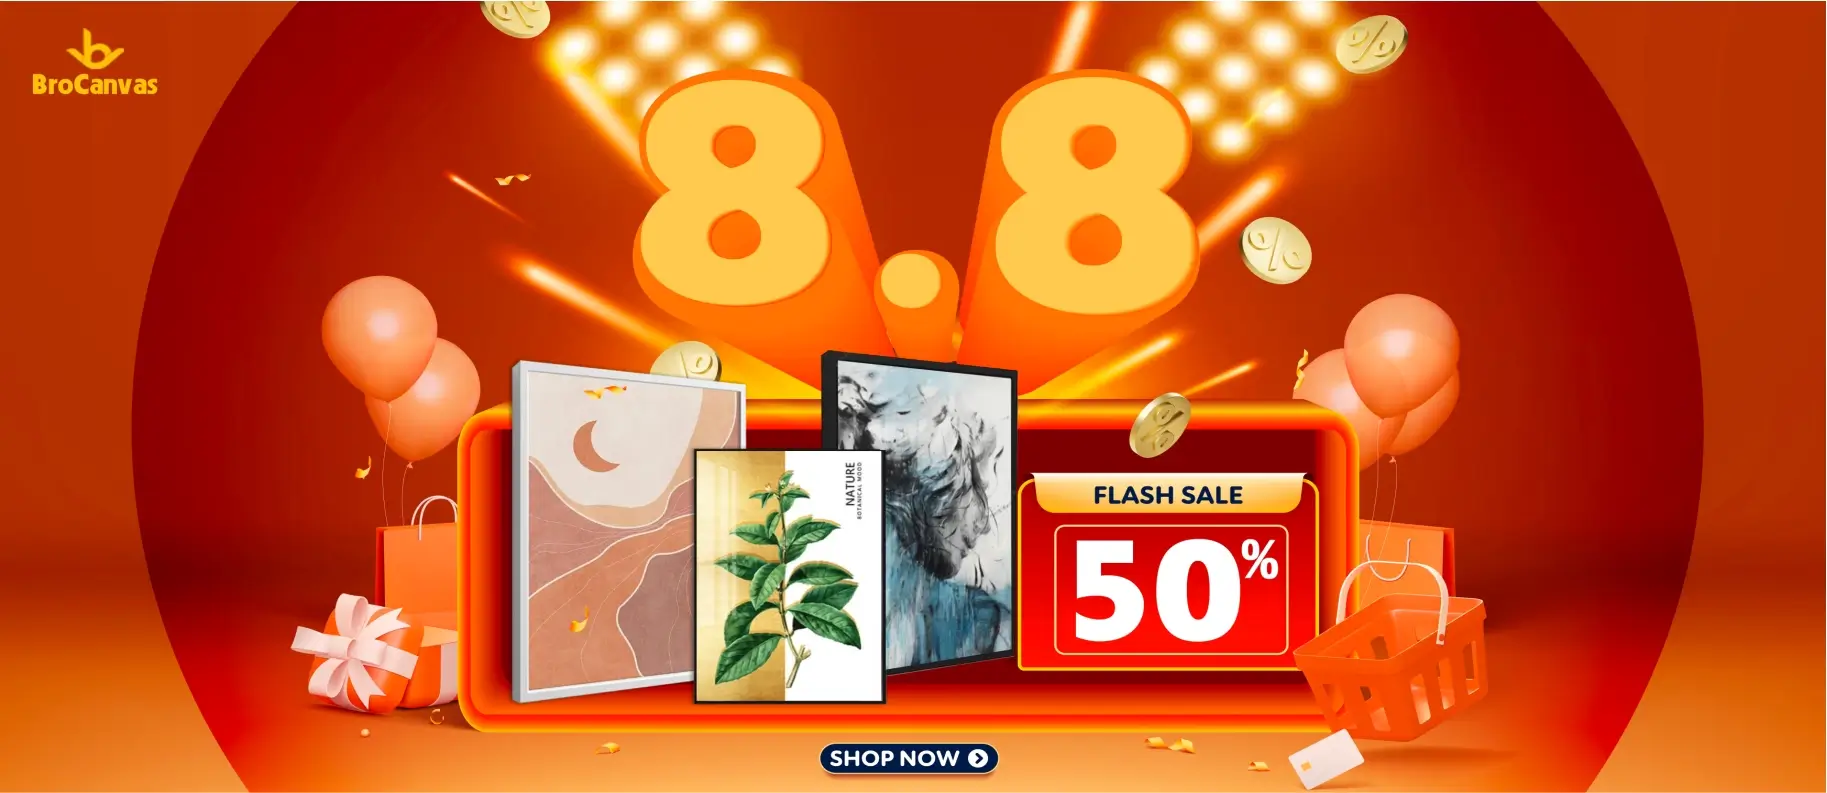 BroCanvas
8.8
%
%
%
%
%
NATURE
BOTANICAL MOOD
FLASH SALE
50%
SHOP NOW